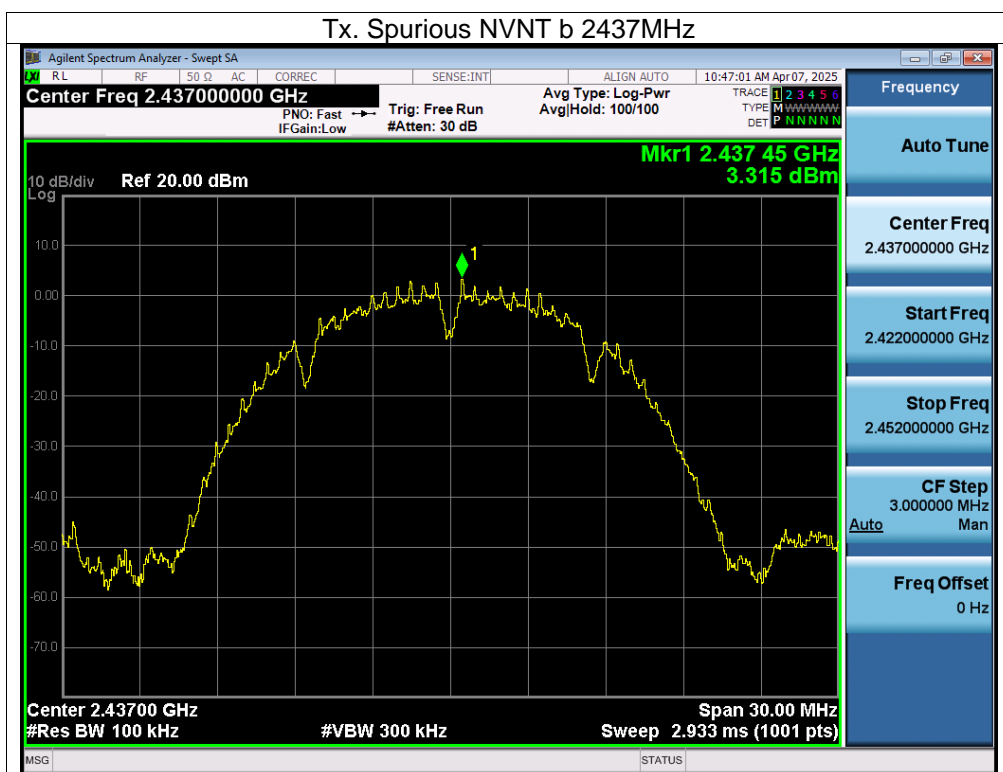 Tx. Spurious NVNT b 2437MHz
Agilent Spectrum Analyzer - Swept SA
LXI RL RF 50 Ω AC CORREC SENSE:INT ALIGN AUTO 10:47:01 AM Apr 07, 2025
Center Freq 2.437000000 GHz
PNO: Fast
IFGain:Low
Trig: Free Run
#Atten: 30 dB
Avg Type: Log-Pwr
Avg|Hold: 100/100
TRACE 1 2 3 4 5 6
TYPE M W W W W W
DET P N N N N N
Mkr1 2.437 45 GHz
3.315 dBm
10 dB/div
Log
Ref 20.00 dBm
1
10.0
0.00
-10.0
-20.0
-30.0
-40.0
-50.0
-60.0
-70.0
Center 2.43700 GHz
#Res BW 100 kHz
#VBW 300 kHz
Span 30.00 MHz
Sweep 2.933 ms (1001 pts)
MSG
STATUS
Frequency
Auto Tune
Center Freq
2.437000000 GHz
Start Freq
2.422000000 GHz
Stop Freq
2.452000000 GHz
CF Step
3.000000 MHz
Auto Man
Freq Offset
0 Hz